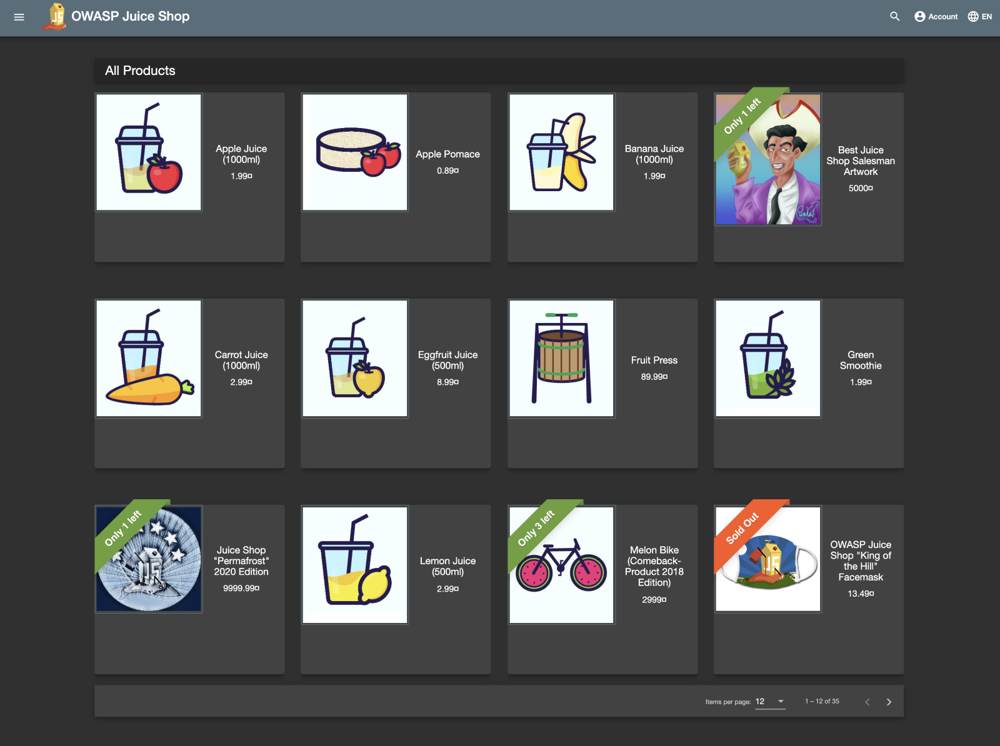 OWASP Juice Shop
Account
EN
All Products
Apple Juice
(1000ml)
1.99¤
Apple Pomace
0.89¤
Banana Juice
(1000ml)
1.99¤
Only 1 left
Best Juice
Shop Salesman
Artwork
5000¤
Carrot Juice
(1000ml)
2.99¤
Eggfruit Juice
(500ml)
8.99¤
Fruit Press
89.99¤
Green
Smoothie
1.99¤
Only 1 left
Juice Shop
"Permafrost"
2020 Edition
9999.99¤
Lemon Juice
(500ml)
2.99¤
Only 3 left
Melon Bike
(Comeback-
Product 2018
Edition)
2999¤
Sold Out
OWASP Juice
Shop "King of
the Hill"
Facemask
13.49¤
Items per page: 12
1 – 12 of 35